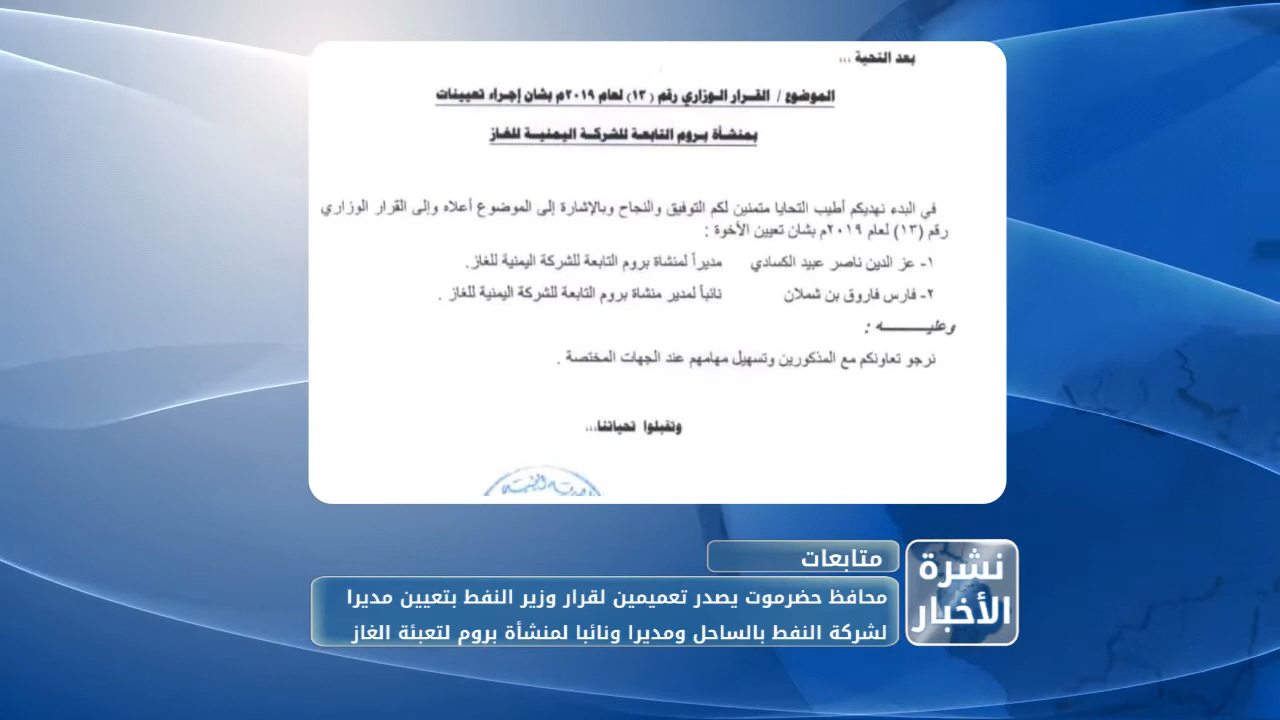 بعد التحية ...
الموضوع / القرار الوزاري رقم (١٣) لعام ٢٠١٩م بشان إجراء تعيينات
بمنشأة بروم التابعة للشركة اليمنية للغاز
في البدء نهديكم أطيب التحايا متمنين لكم التوفيق والنجاح وبالإشارة إلى الموضوع أعلاه وإلى القرار الوزاري
رقم (١٣) لعام ٢٠١٩م بشان تعيين الأخوة :
١- عز الدين ناصر عبيد الكسادي مديراً لمنشاة بروم التابعة للشركة اليمنية للغاز.
٢- فارس فاروق بن شملان نائباً لمدير منشاة بروم التابعة للشركة اليمنية للغاز .
وعليـــــــه :
نرجو تعاونكم مع المذكورين وتسهيل مهامهم عند الجهات المختصة .
وتقبلوا تحياتنا...
متابعات
نشرة
الأخبار
محافظ حضرموت يصدر تعميمين لقرار وزير النفط بتعيين مديرا
لشركة النفط بالساحل ومديرا ونائبا لمنشأة بروم لتعبئة الغاز